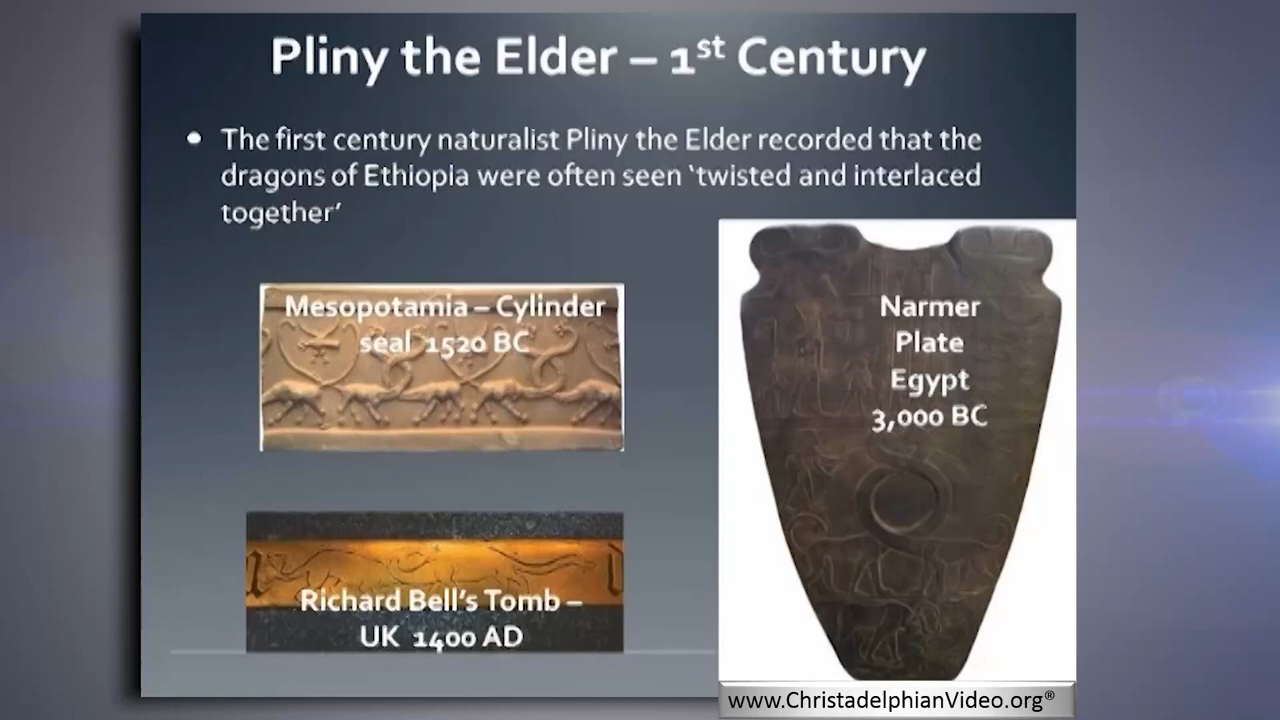 Pliny the Elder – 1st Century
• The first century naturalist Pliny the Elder recorded that the
dragons of Ethiopia were often seen ‘twisted and interlaced
together’
Mesopotamia – Cylinder
seal 1520 BC
Narmer
Plate
Egypt
3,000 BC
Richard Bell’s Tomb –
UK 1400 AD
www.ChristadelphianVideo.org®